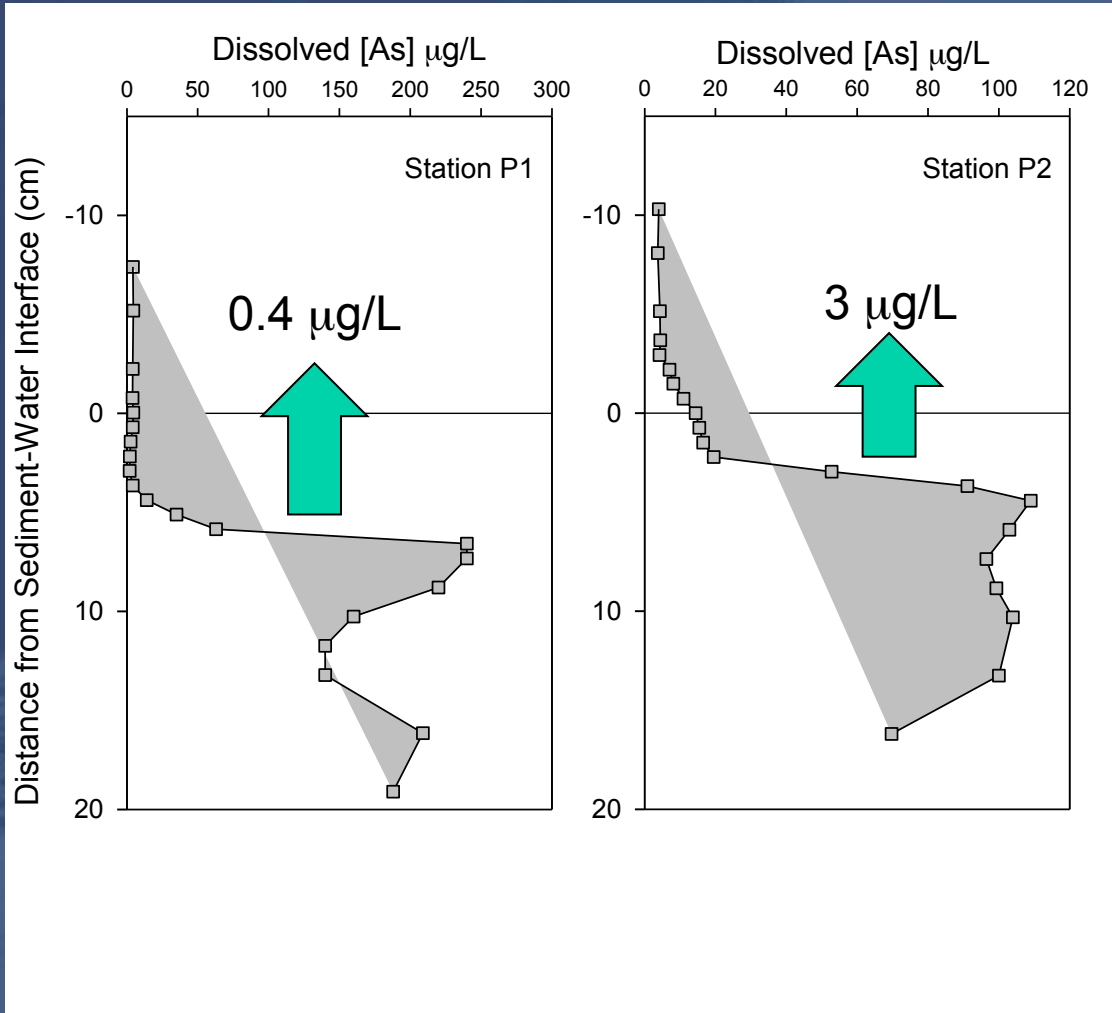 Dissolved [As] μg/L
0 50 100 150 200 250 300
Station P1
Distance from Sediment-Water Interface (cm)
-10
0
10
20
0.4 μg/L
Dissolved [As] μg/L
0 20 40 60 80 100 120
Station P2
-10
0
10
20
3 μg/L